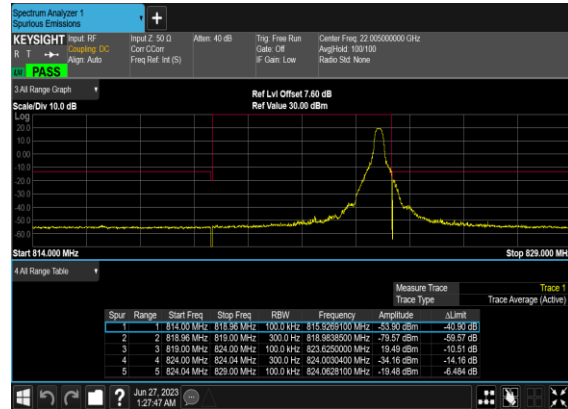 Spectrum Analyzer 1
Spurious Emissions
+
KEYSIGHT Input: RF Input Z: 50 Ω Atten: 40 dB Trig: Free Run Center Freq: 22.005000000 GHz
R T Coupling: DC Corr CCorr Gate: Off Avg|Hold: 100/100
Align: Auto Freq Ref: Int (S) IF Gain: Low Radio Std: None
LW PASS
3 All Range Graph
Ref Lvl Offset 7.60 dB
Scale/Div 10.0 dB Ref Value 30.00 dBm
Log
20.0
10.0
0.00
-10.0
-20.0
-30.0
-40.0
-50.0
-60.0
Start 814.000 MHz Stop 829.000 MH
4 All Range Table
Measure Trace Trace 1
Trace Type Trace Average (Active)
Spur Range Start Freq Stop Freq RBW Frequency Amplitude ΔLimit
1 1 814.00 MHz 818.96 MHz 100.0 kHz 815.9269100 MHz -53.90 dBm -40.90 dB
2 2 818.96 MHz 819.00 MHz 300.0 Hz 818.9838500 MHz -79.57 dBm -59.57 dB
3 3 819.00 MHz 824.04 MHz 100.0 kHz 823.6250000 MHz 19.49 dBm -10.51 dB
4 4 824.00 MHz 824.04 MHz 300.0 Hz 824.0030400 MHz -34.16 dBm -14.16 dB
5 5 824.04 MHz 829.00 MHz 100.0 kHz 824.0628100 MHz -19.48 dBm -6.484 dB
? Jun 27, 2023
1:27:47 AM